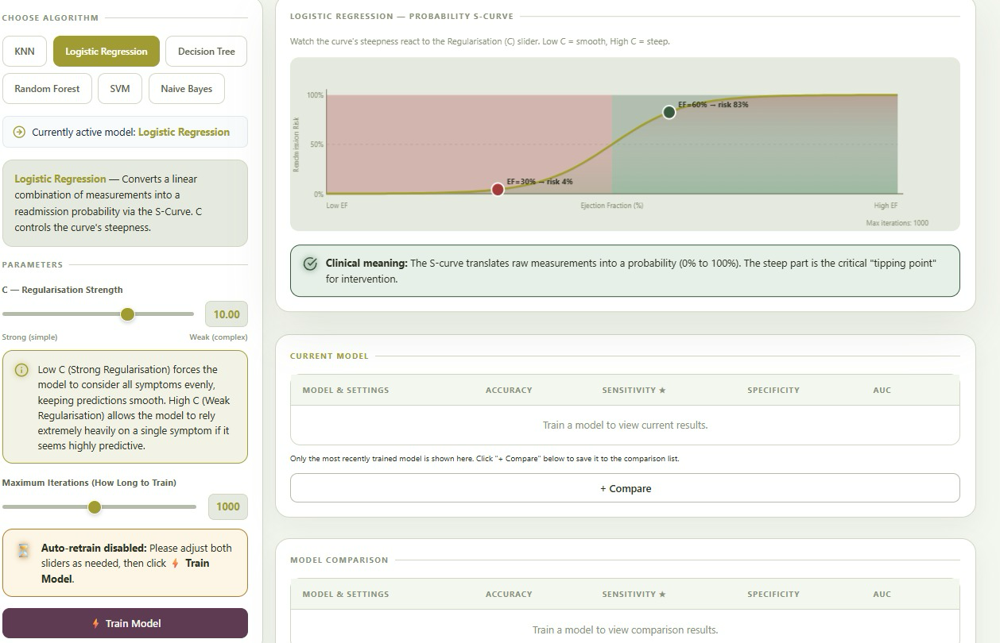 CHOOSE ALGORITHM
KNN
Logistic Regression
Decision Tree
Random Forest
SVM
Naive Bayes
Currently active model: Logistic Regression
Logistic Regression — Converts a linear
combination of measurements into a
readmission probability via the S-Curve. C
controls the curve's steepness.
PARAMETERS
C — Regularisation Strength
10.00
Strong (simple)
Weak (complex)
Low C (Strong Regularisation) forces the
model to consider all symptoms evenly,
keeping predictions smooth. High C (Weak
Regularisation) allows the model to rely
extremely heavily on a single symptom if it
seems highly predictive.
Maximum Iterations (How Long to Train)
1000
Auto-retrain disabled: Please adjust both
sliders as needed, then click ⚡ Train
Model.
⚡ Train Model
LOGISTIC REGRESSION — PROBABILITY S-CURVE
Watch the curve's steepness react to the Regularisation (C) slider. Low C = smooth, High C = steep.
Readmission Risk
100%
50%
0%
EF=60% → risk 83%
EF=30% → risk 4%
Low EF
Ejection Fraction (%)
High EF
Max iterations: 1000
Clinical meaning: The S-curve translates raw measurements into a probability (0% to 100%). The steep part is the critical "tipping point"
for intervention.
CURRENT MODEL
MODEL & SETTINGS
ACCURACY
SENSITIVITY ★
SPECIFICITY
AUC
Train a model to view current results.
Only the most recently trained model is shown here. Click "+ Compare" below to save it to the comparison list.
+ Compare
MODEL COMPARISON
MODEL & SETTINGS
ACCURACY
SENSITIVITY ★
SPECIFICITY
AUC
Train a model to view comparison results.